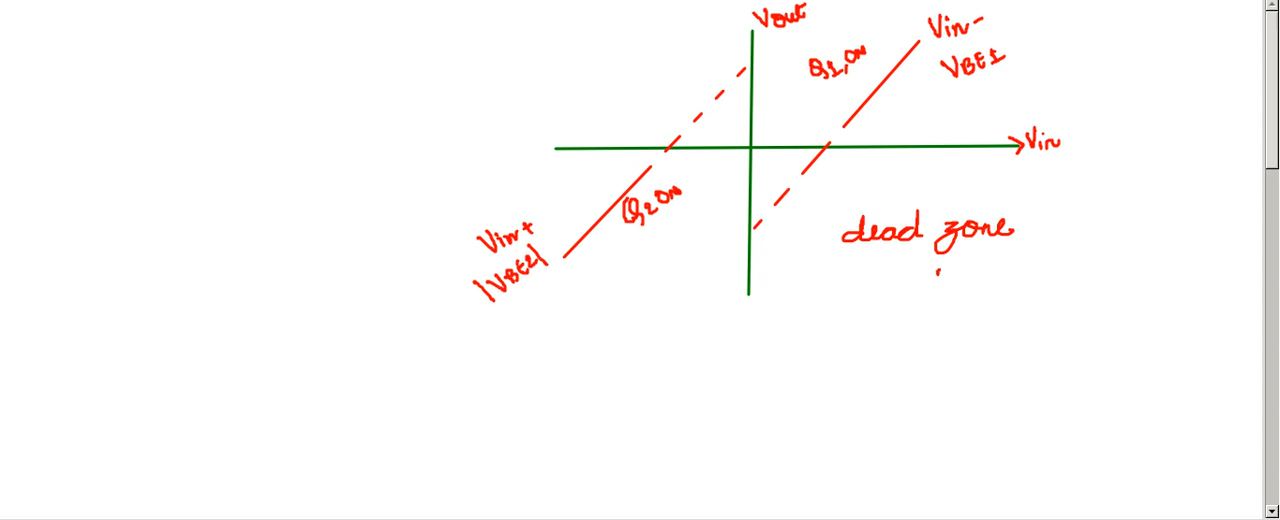 Vout
Vin-
VBE1
Q1,ON
Vin
Q2 ON
Vin+
|VBE2|
dead zone